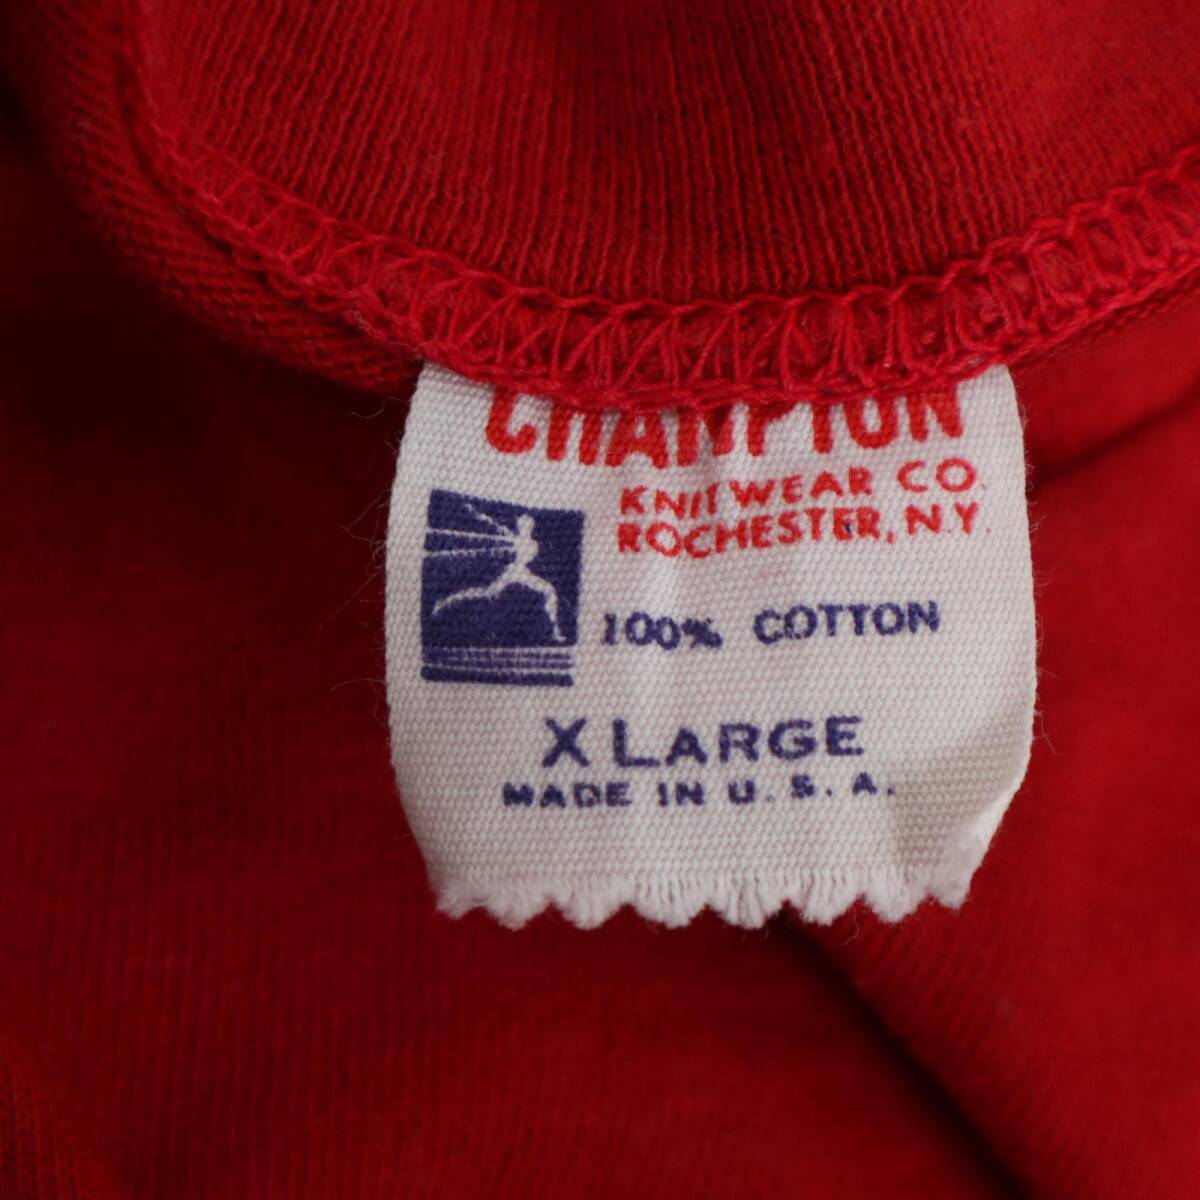 CHAMPION
KNITWEAR CO.
ROCHESTER, N.Y.
100% COTTON
X LARGE
MADE IN U.S.A.